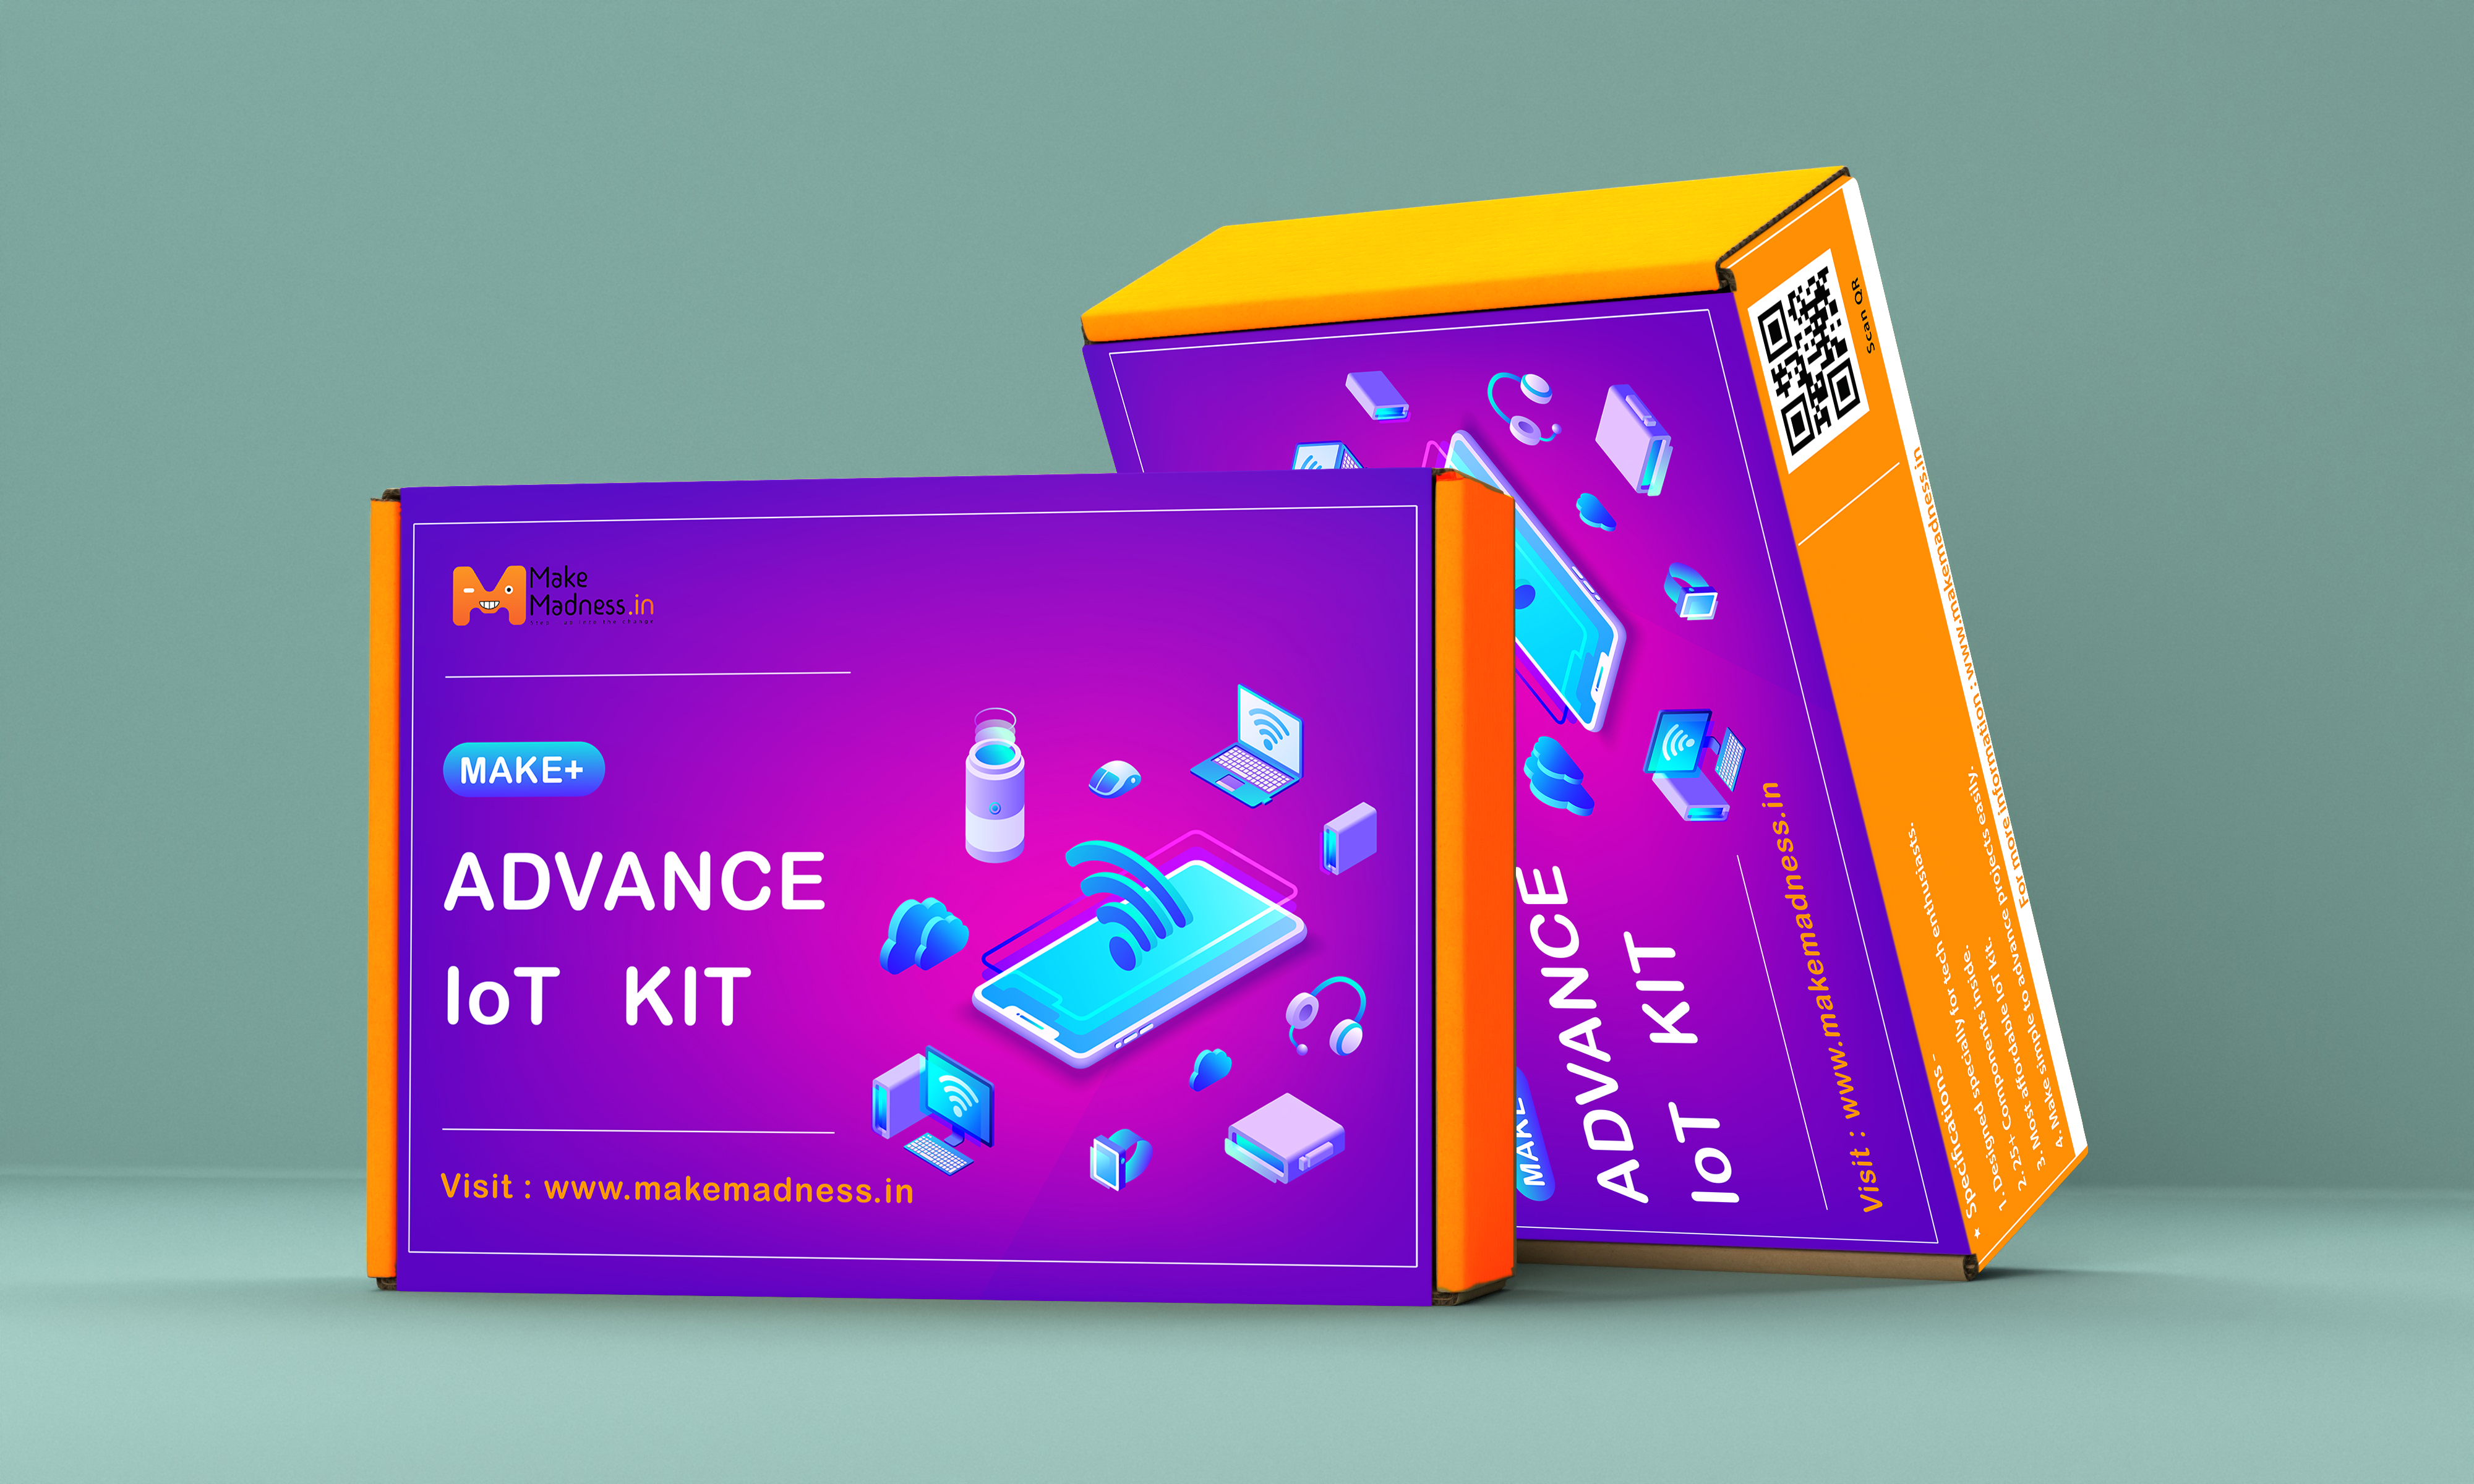 Make
Madness.in
MAKE+
ADVANCE
IoT KIT
Visit : www.makemadness.in
MAKE
ADVANCE
IoT KIT
Visit : www.makemadness.in
Scan QR
* Specifications -
1. Designed specially for tech enthusiasts.
2. 25+ Components inside.
3. Most affordable IoT kit.
4. Make simple to advance projects easily.
For more information : www.makemadness.in